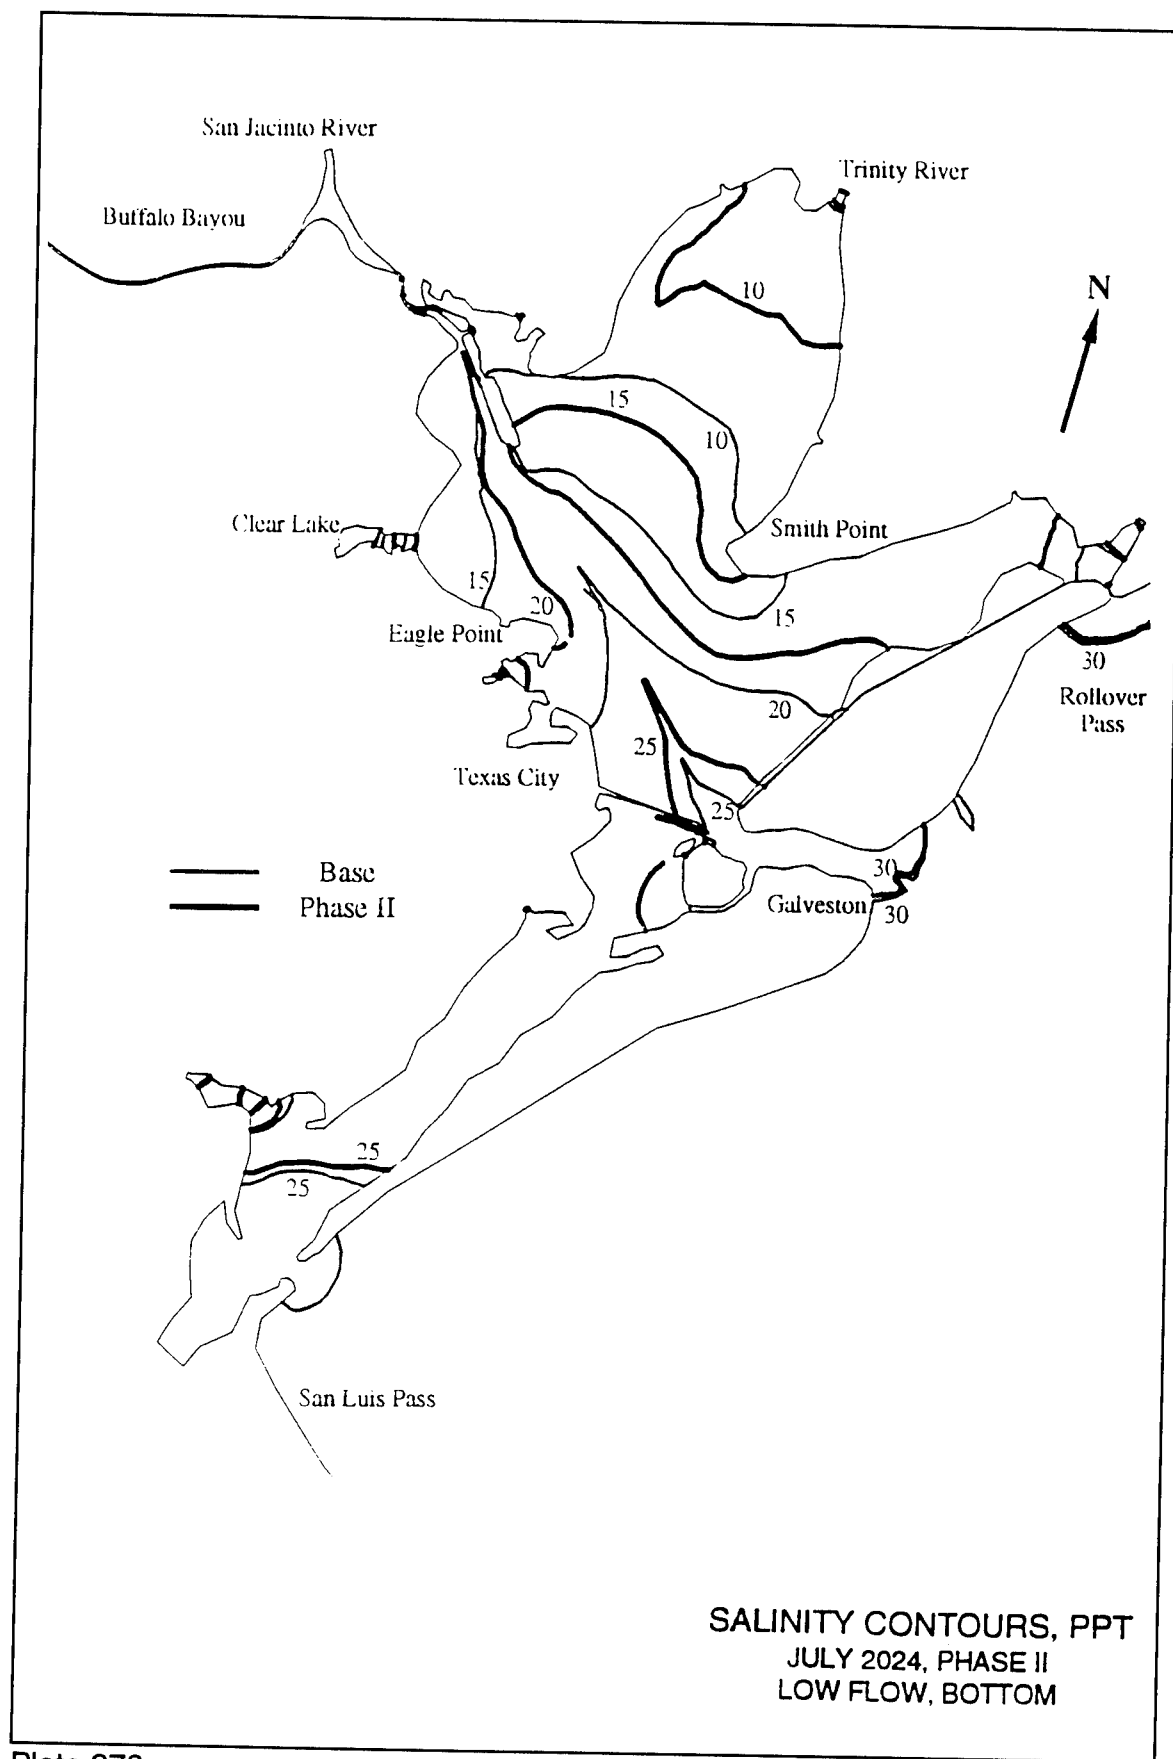 San Jacinto River
Trinity River
Buffalo Bayou
10
N
15
10
Clear Lake
Smith Point
15
20
15
Eagle Point
30
Rollover
Pass
20
25
Texas City
25
Base
30
Phase II
Galveston
30
25
25
San Luis Pass
SALINITY CONTOURS, PPT
JULY 2024, PHASE II
LOW FLOW, BOTTOM
Plate